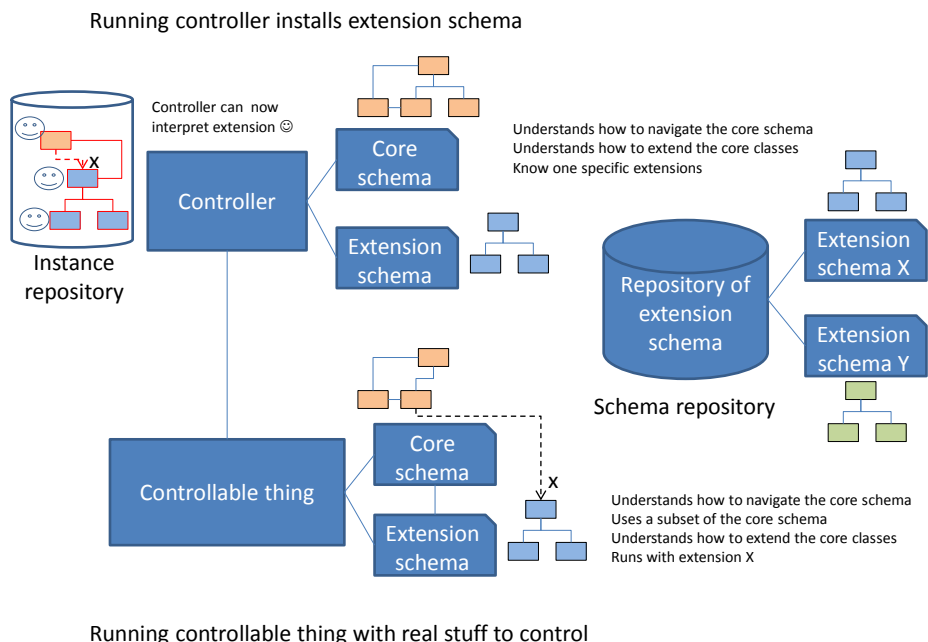 Running controller installs extension schema
Controller can now
interpret extension ☺
Core
schema
Understands how to navigate the core schema
Understands how to extend the core classes
Know one specific extensions
X
Controller
Extension
schema
Instance
repository
Extension
schema X
Repository of
extension
schema
Extension
schema Y
Schema repository
Core
schema
Controllable thing
X
Extension
schema
Understands how to navigate the core schema
Uses a subset of the core schema
Understands how to extend the core classes
Runs with extension X
Running controllable thing with real stuff to control